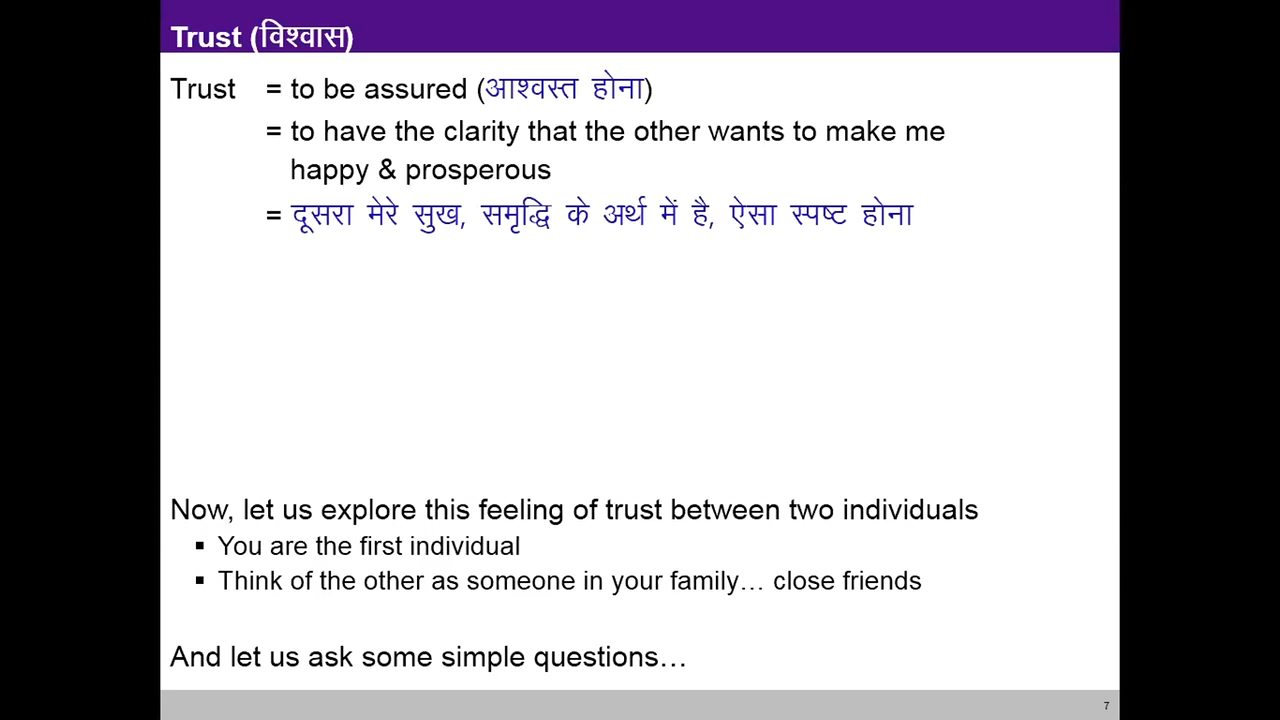 Trust (विश्वास)
Trust = to be assured (आश्वस्त होना)
= to have the clarity that the other wants to make me
happy & prosperous
= दूसरा मेरे सुख, समृद्धि के अर्थ में है, ऐसा स्पष्ट होना
Now, let us explore this feeling of trust between two individuals
▪ You are the first individual
▪ Think of the other as someone in your family… close friends
And let us ask some simple questions…
7